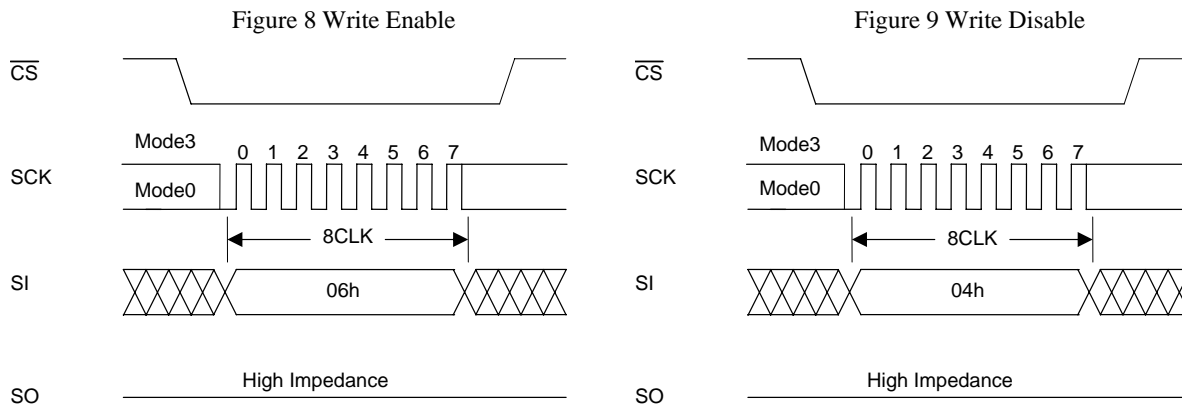 Figure 8 Write Enable
CS
Mode3
0 1 2 3 4 5 6 7
SCK
Mode0
8CLK
SI
06h
High Impedance
SO
Figure 9 Write Disable
CS
Mode3
0 1 2 3 4 5 6 7
SCK
Mode0
8CLK
SI
04h
High Impedance
SO